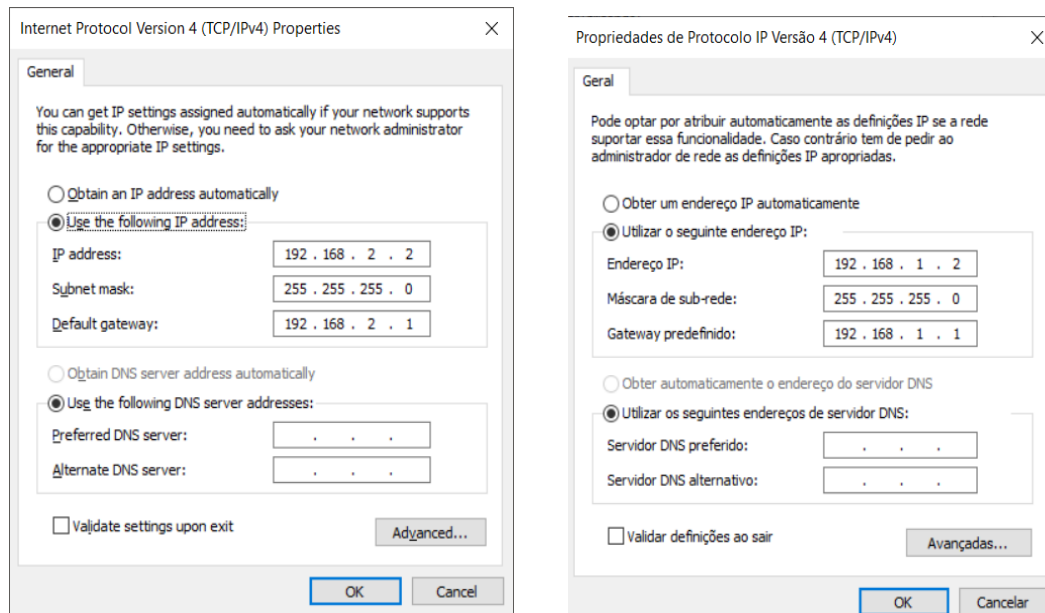 Internet Protocol Version 4 (TCP/IPv4) Properties
General
You can get IP settings assigned automatically if your network supports
this capability. Otherwise, you need to ask your network administrator
for the appropriate IP settings.
Obtain an IP address automatically
Use the following IP address:
IP address: 192 . 168 . 2 . 2
Subnet mask: 255 . 255 . 255 . 0
Default gateway: 192 . 168 . 2 . 1
Obtain DNS server address automatically
Use the following DNS server addresses:
Preferred DNS server: . . .
Alternate DNS server: . . .
Validate settings upon exit
Advanced...
OK Cancel
Propriedades de Protocolo IP Versão 4 (TCP/IPv4)
Geral
Pode optar por atribuir automaticamente as definições IP se a rede
suportar essa funcionalidade. Caso contrário tem de pedir ao
administrador de rede as definições IP apropriadas.
Obter um endereço IP automaticamente
Utilizar o seguinte endereço IP:
Endereço IP: 192 . 168 . 1 . 2
Máscara de sub-rede: 255 . 255 . 255 . 0
Gateway predefinido: 192 . 168 . 1 . 1
Obter automaticamente o endereço do servidor DNS
Utilizar os seguintes endereços de servidor DNS:
Servidor DNS preferido: . . .
Servidor DNS alternativo: . . .
Validar definições ao sair
Avançadas...
OK Cancelar